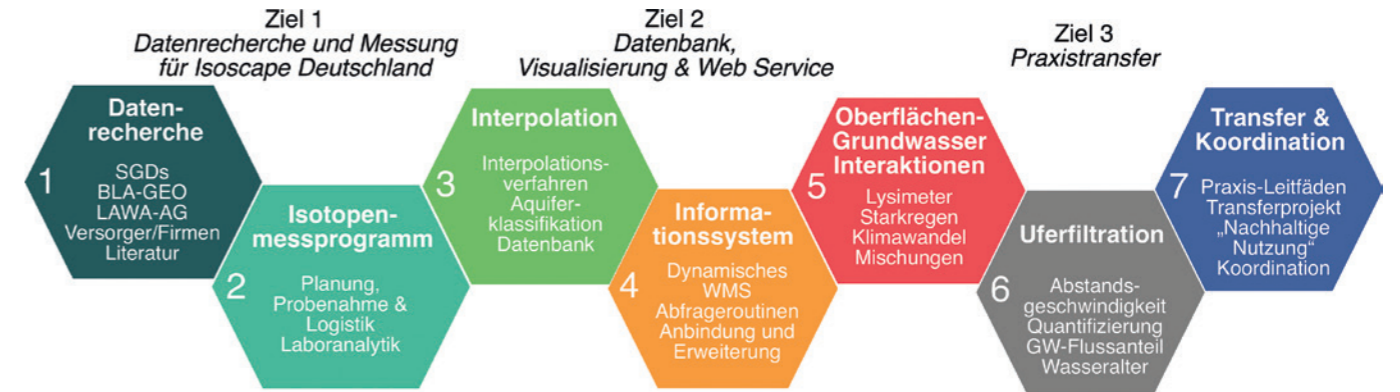 Ziel 1
Datenrecherche und Messung
für Isoscape Deutschland
Ziel 2
Datenbank,
Visualisierung & Web Service
Ziel 3
Praxistransfer
1
Daten-
recherche
SGDs
BLA-GEO
LAWA-AG
Versorger/Firmen
Literatur
2
Isotopen-
messprogramm
Planung,
Probenahme &
Logistik
Laboranalytik
3
Interpolation
Interpolations-
verfahren
Aquifer-
klassifikation
Datenbank
4
Informa-
tionssystem
Dynamisches
WMS
Abfrageroutinen
Anbindung und
Erweiterung
5
Oberflächen-
Grundwasser
Interaktionen
Lysimeter
Starkregen
Klimawandel
Mischungen
6
Uferfiltration
Abstands-
geschwindigkeit
Quantifizierung
GW-Flussanteil
Wasseralter
7
Transfer &
Koordination
Praxis-Leitfäden
Transferprojekt
„Nachhaltige
Nutzung“
Koordination